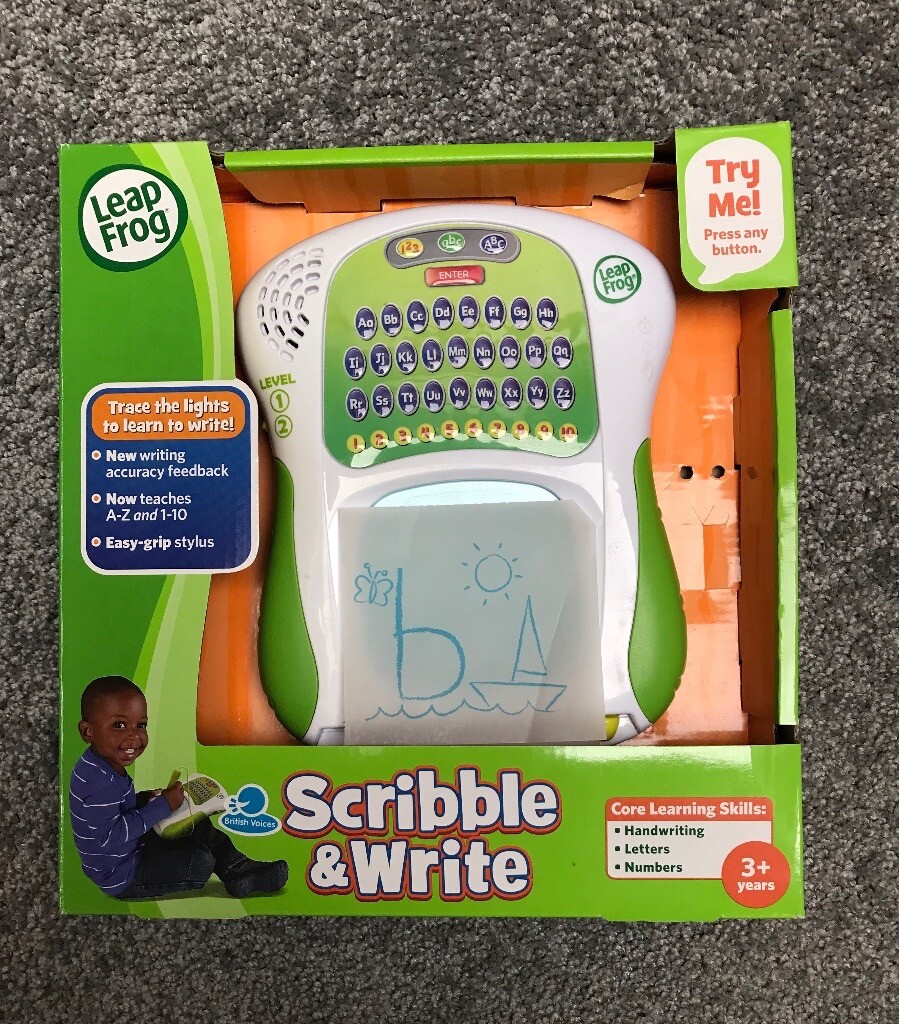 Leap
Frog
Try
Me!
Press any
button.
123
abc
ABC
ENTER
Leap
Frog
Aa Bb Cc Dd Ee Ff Gg Hh
Ii Jj Kk Ll Mm Nn Oo Pp Qq
Rr Ss Tt Uu Vv Ww Xx Yy Zz
1 2 3 4 5 6 7 8 9 10
LEVEL
1
2
Trace the lights
to learn to write!
• New writing
accuracy feedback
• Now teaches
A-Z and 1-10
• Easy-grip stylus
b
British Voices
Scribble
& Write
Core Learning Skills:
▪ Handwriting
▪ Letters
▪ Numbers
3+
years